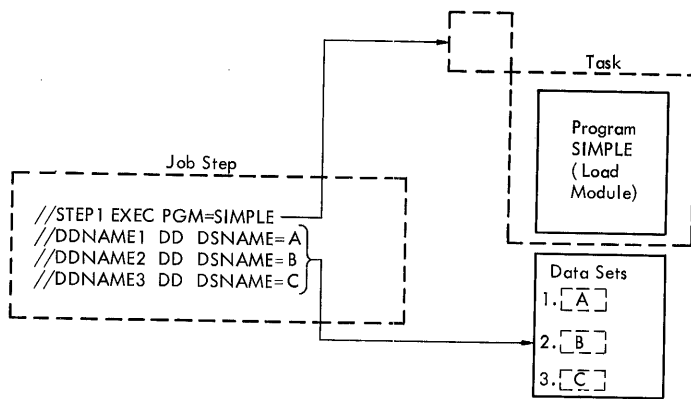 Task
Program
SIMPLE
(Load
Module)
Job Step
//STEP1 EXEC PGM=SIMPLE
//DDNAME1 DD DSNAME=A
//DDNAME2 DD DSNAME=B
//DDNAME3 DD DSNAME=C
Data Sets
1. A
2. B
3. C